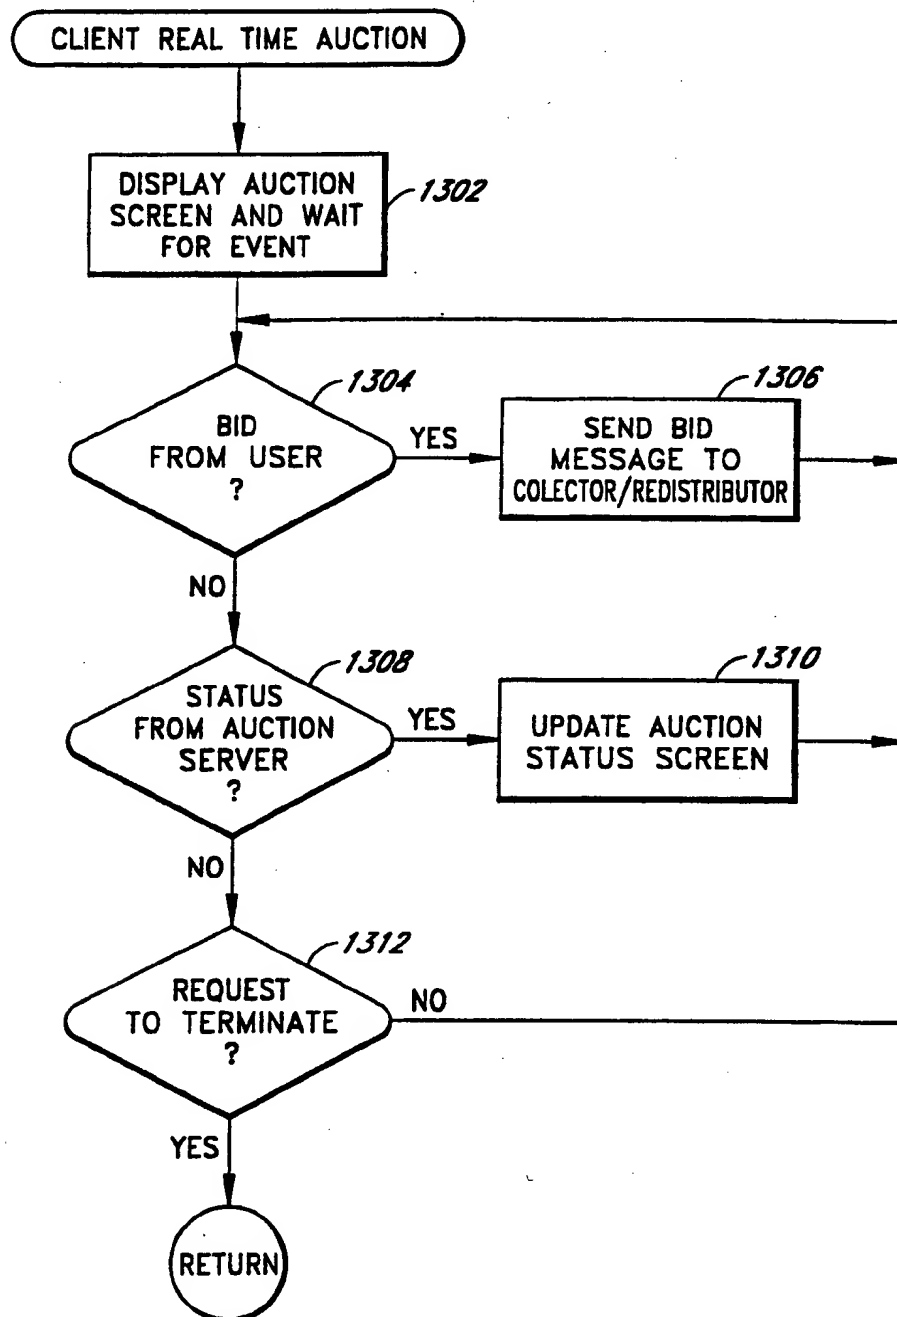 CLIENT REAL TIME AUCTION
DISPLAY AUCTION
SCREEN AND WAIT
FOR EVENT
1302
1304
BID
FROM USER
?
YES
1306
SEND BID
MESSAGE TO
COLECTOR/REDISTRIBUTOR
NO
1308
STATUS
FROM AUCTION
SERVER
?
YES
1310
UPDATE AUCTION
STATUS SCREEN
NO
1312
REQUEST
TO TERMINATE
?
NO
YES
RETURN